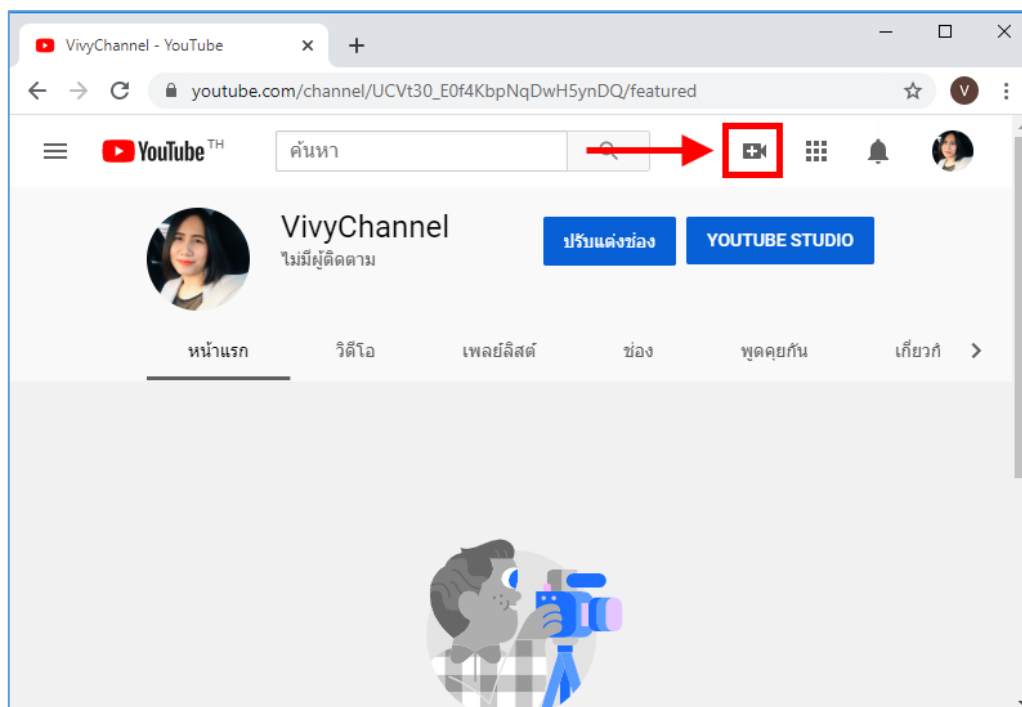 VivyChannel - YouTube
youtube.com/channel/UCVt30_E0f4KbpNqDwH5ynDQ/featured
V
YouTube TH
ค้นหา
VivyChannel
ไม่มีผู้ติดตาม
ปรับแต่งช่อง
YOUTUBE STUDIO
หน้าแรก วิดีโอ เพลย์ลิสต์ ช่อง พูดคุยกัน เกี่ยวกั